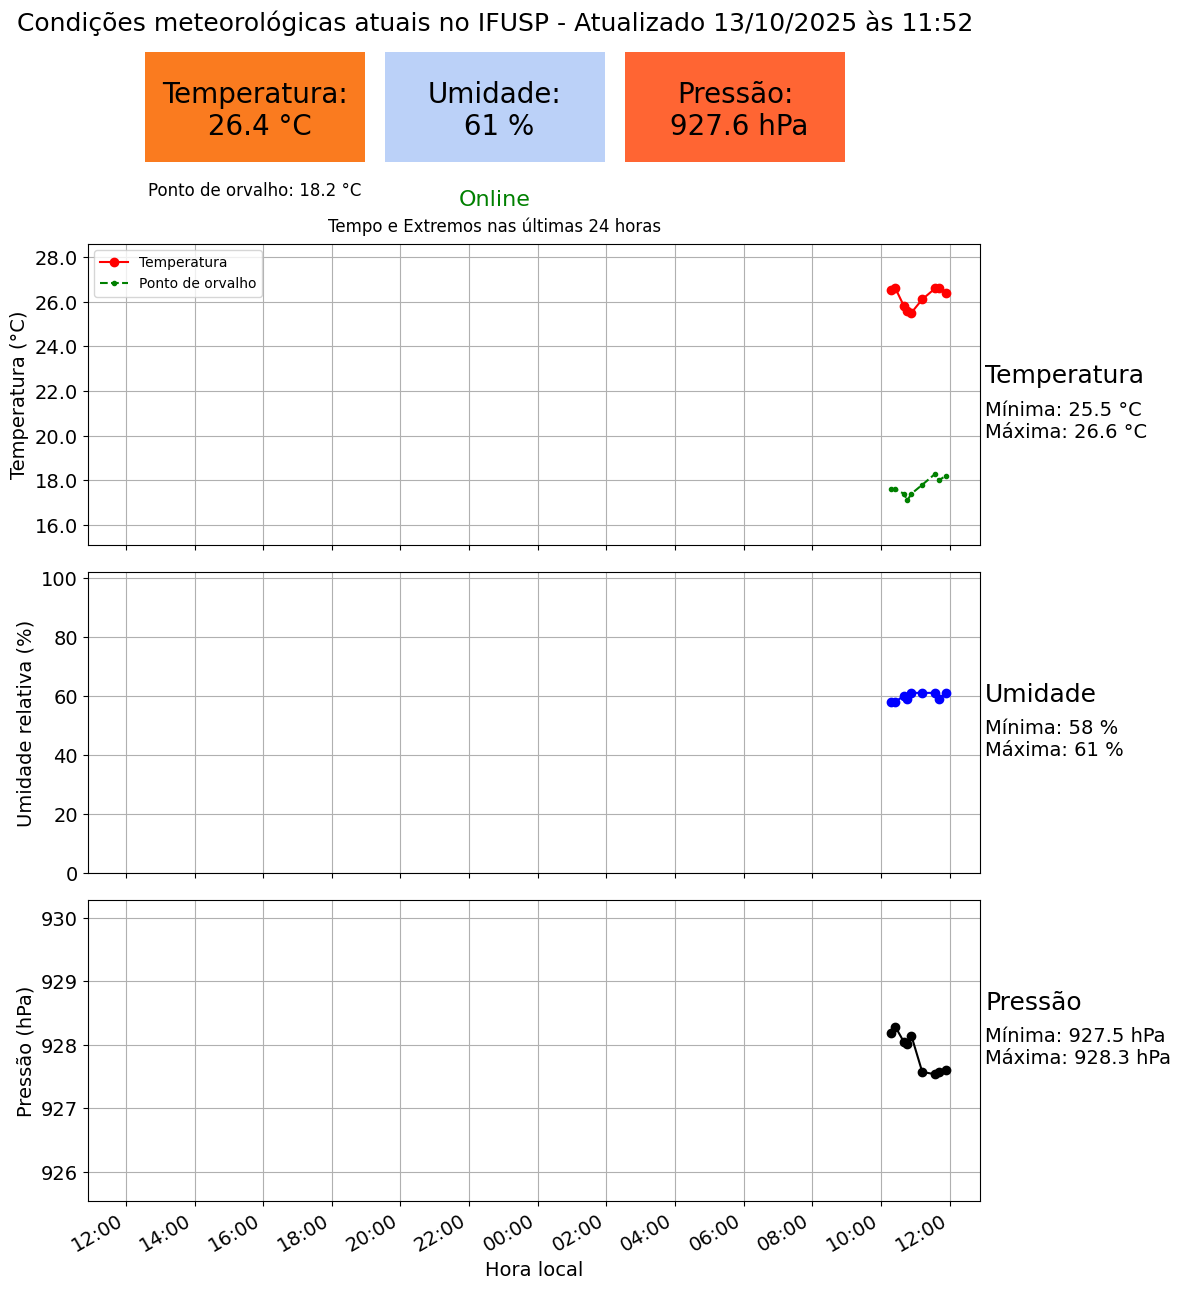 Condições meteorológicas atuais no IFUSP - Atualizado 13/10/2025 às 11:52
Temperatura:
26.4 °C
Umidade:
61 %
Pressão:
927.6 hPa
Ponto de orvalho: 18.2 °C
Online
Tempo e Extremos nas últimas 24 horas
Temperatura
Ponto de orvalho
Temperatura (°C)
28.0
26.0
24.0
22.0
20.0
18.0
16.0
Temperatura
Mínima: 25.5 °C
Máxima: 26.6 °C
Umidade relativa (%)
100
80
60
40
20
0
Umidade
Mínima: 58 %
Máxima: 61 %
Pressão (hPa)
930
929
928
927
926
Pressão
Mínima: 927.5 hPa
Máxima: 928.3 hPa
12:00 14:00 16:00 18:00 20:00 22:00 00:00 02:00 04:00 06:00 08:00 10:00 12:00
Hora local